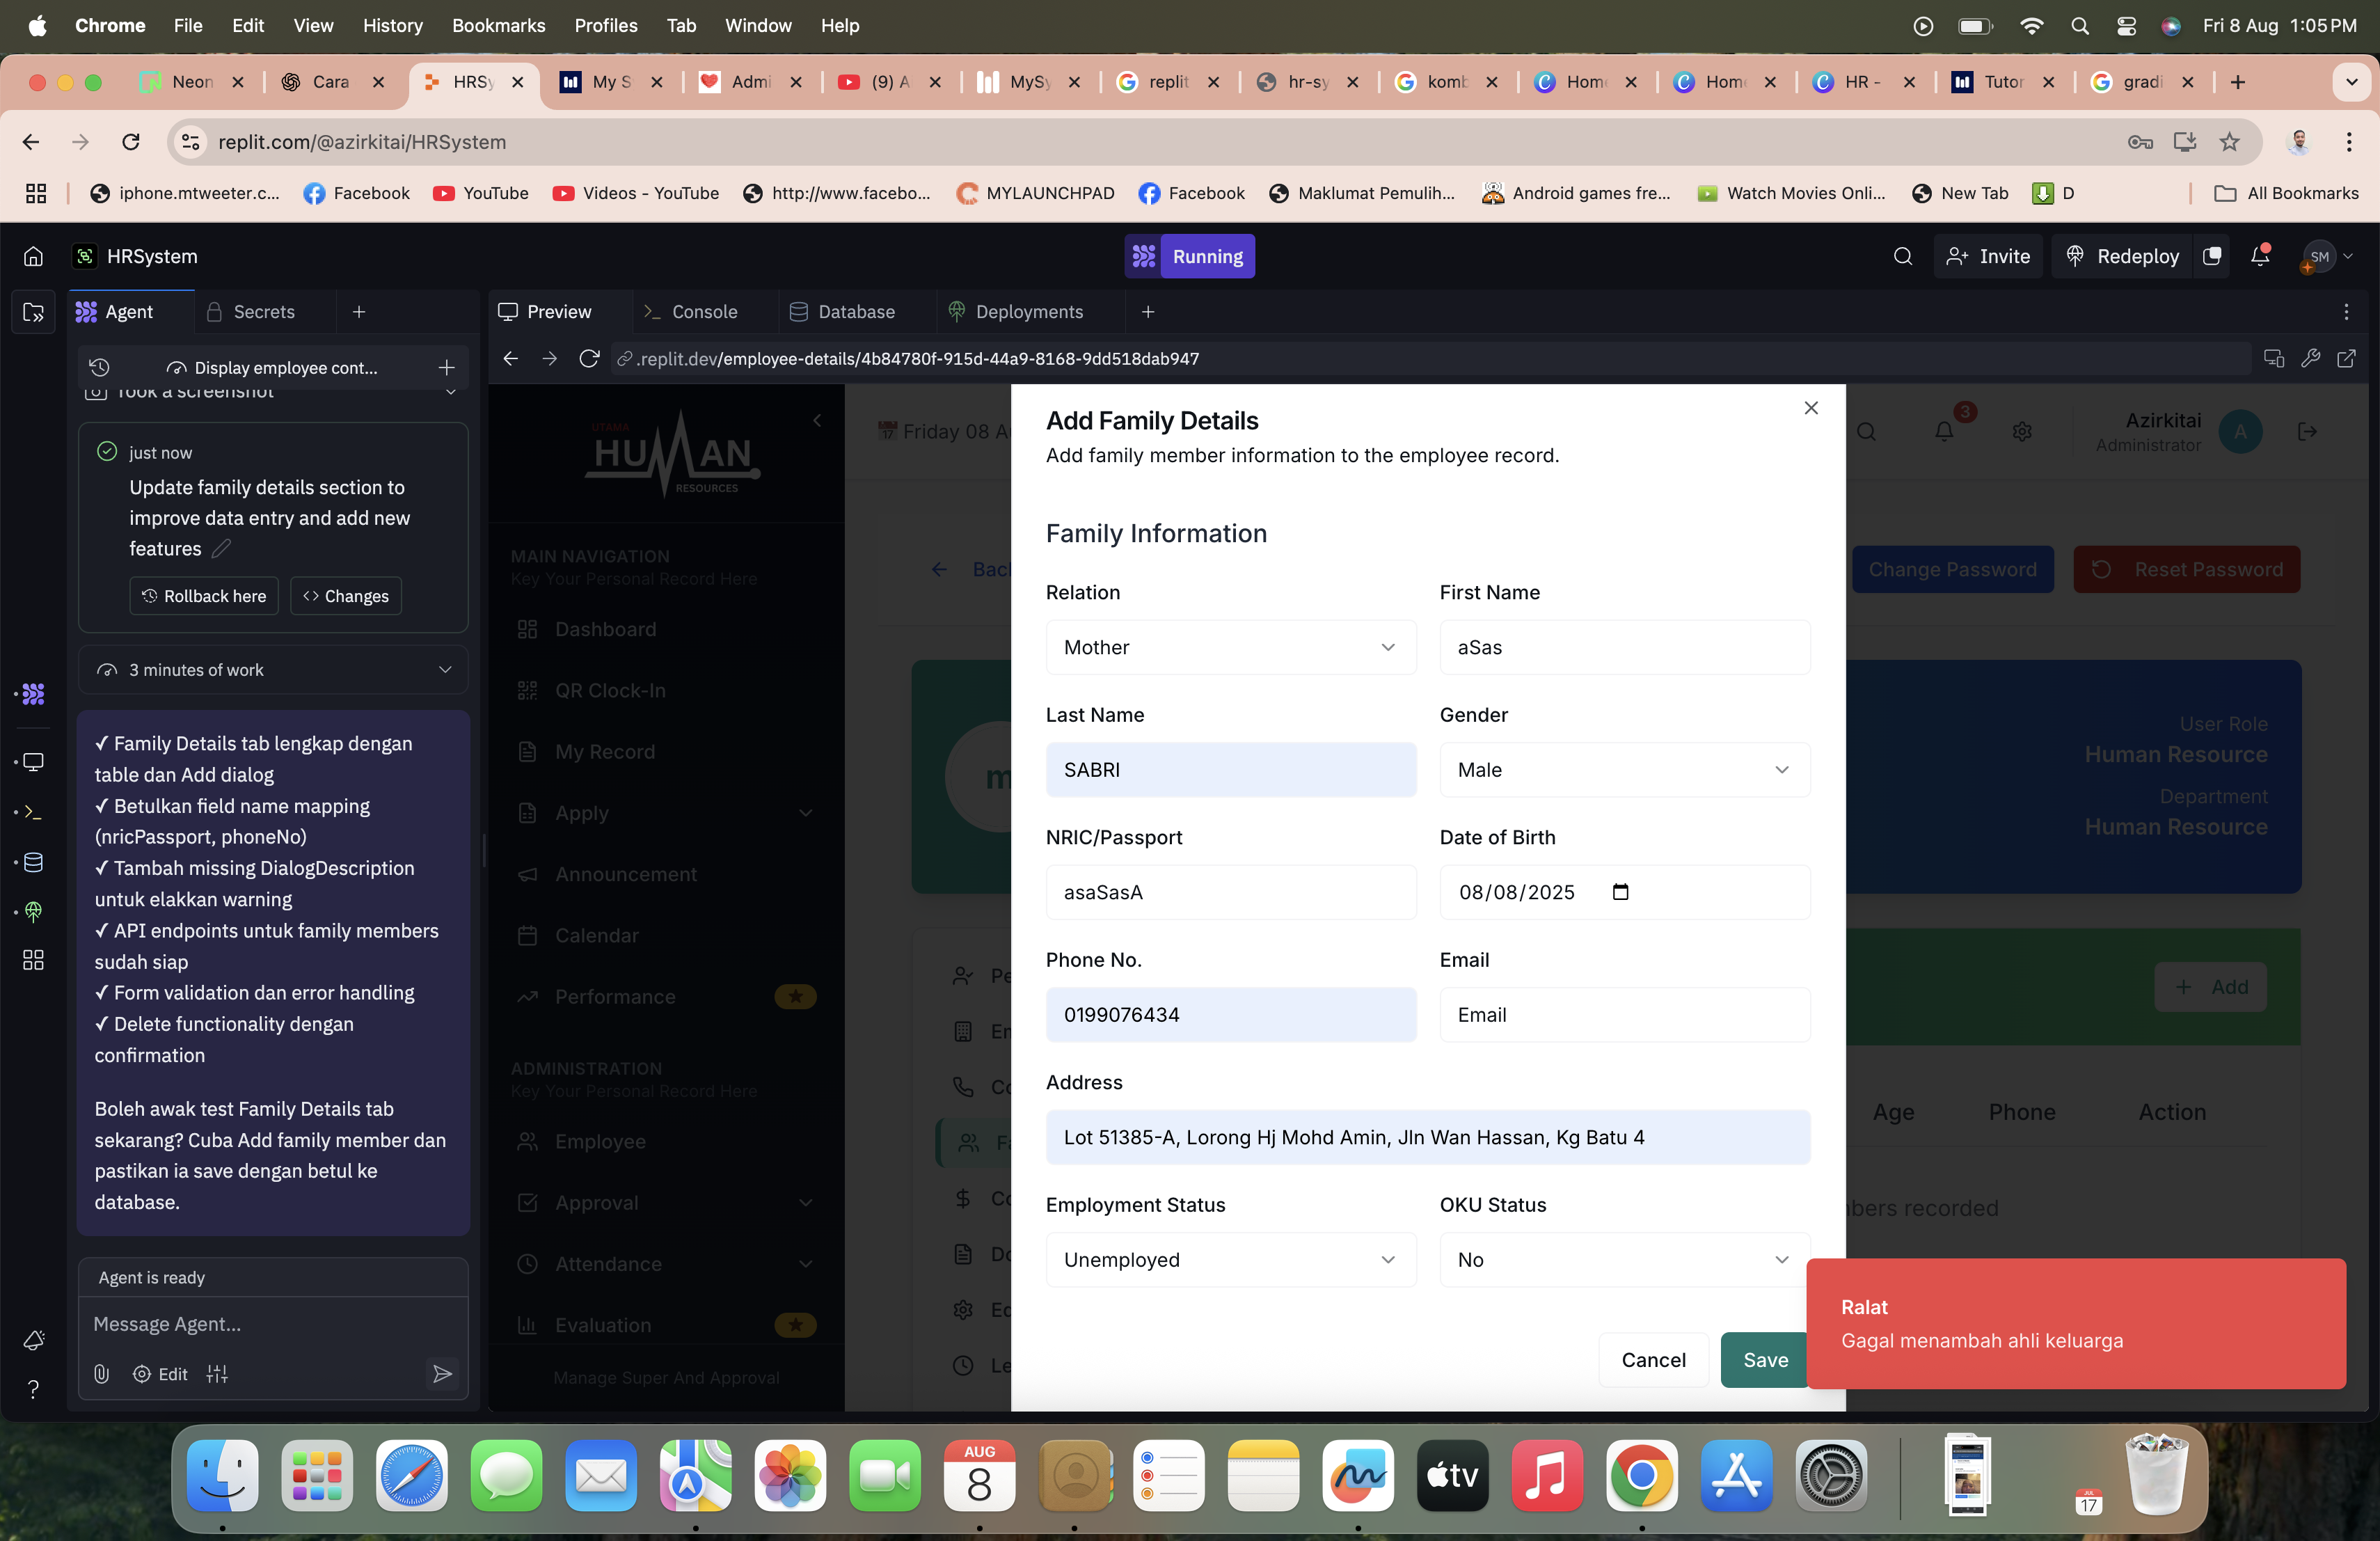 Chrome File Edit View History Bookmarks Profiles Tab Window Help
Fri 8 Aug 1:05 PM
Neon
Cara
HRSy
My S
Admi
(9) A
MySy
replit
hr-sy
komb
Home
Home
HR -
Tutor
gradi
replit.com/@azirkitai/HRSystem
iphone.mtweeter.c...
Facebook
YouTube
Videos - YouTube
http://www.facebo...
MYLAUNCHPAD
Facebook
Maklumat Pemulih...
Android games fre...
Watch Movies Onli...
New Tab
D
All Bookmarks
HRSystem
Running
Invite
Redeploy
SM
Agent
Secrets
Preview
Console
Database
Deployments
Display employee cont...
.replit.dev/employee-details/4b84780f-915d-44a9-8168-9dd518dab947
Took a screenshot
just now
Update family details section to
improve data entry and add new
features
Rollback here
Changes
3 minutes of work
✓ Family Details tab lengkap dengan
table dan Add dialog
✓ Betulkan field name mapping
(nricPassport, phoneNo)
✓ Tambah missing DialogDescription
untuk elakkan warning
✓ API endpoints untuk family members
sudah siap
✓ Form validation dan error handling
✓ Delete functionality dengan
confirmation
Boleh awak test Family Details tab
sekarang? Cuba Add family member dan
pastikan ia save dengan betul ke
database.
Agent is ready
Message Agent...
Edit
UTAMA
HUMAN
RESOURCES
MAIN NAVIGATION
Key Your Personal Record Here
Dashboard
QR Clock-In
My Record
Apply
Announcement
Calendar
Performance
ADMINISTRATION
Key Your Personal Record Here
Employee
Approval
Attendance
Evaluation
Manage Super And Approval
Friday 08 A
3
Azirkitai
Administrator
A
Bac
Change Password
Reset Password
m
User Role
Human Resource
Department
Human Resource
Pe
En
Co
Fa
Co
Do
Ed
Le
Add
Age
Phone
Action
bers recorded
Add Family Details
Add family member information to the employee record.
Family Information
Relation
First Name
Mother
aSas
Last Name
Gender
SABRI
Male
NRIC/Passport
Date of Birth
asaSasA
08/08/2025
Phone No.
Email
0199076434
Email
Address
Lot 51385-A, Lorong Hj Mohd Amin, Jln Wan Hassan, Kg Batu 4
Employment Status
OKU Status
Unemployed
No
Cancel
Save
Ralat
Gagal menambah ahli keluarga
AUG
8
tv
JUL
17